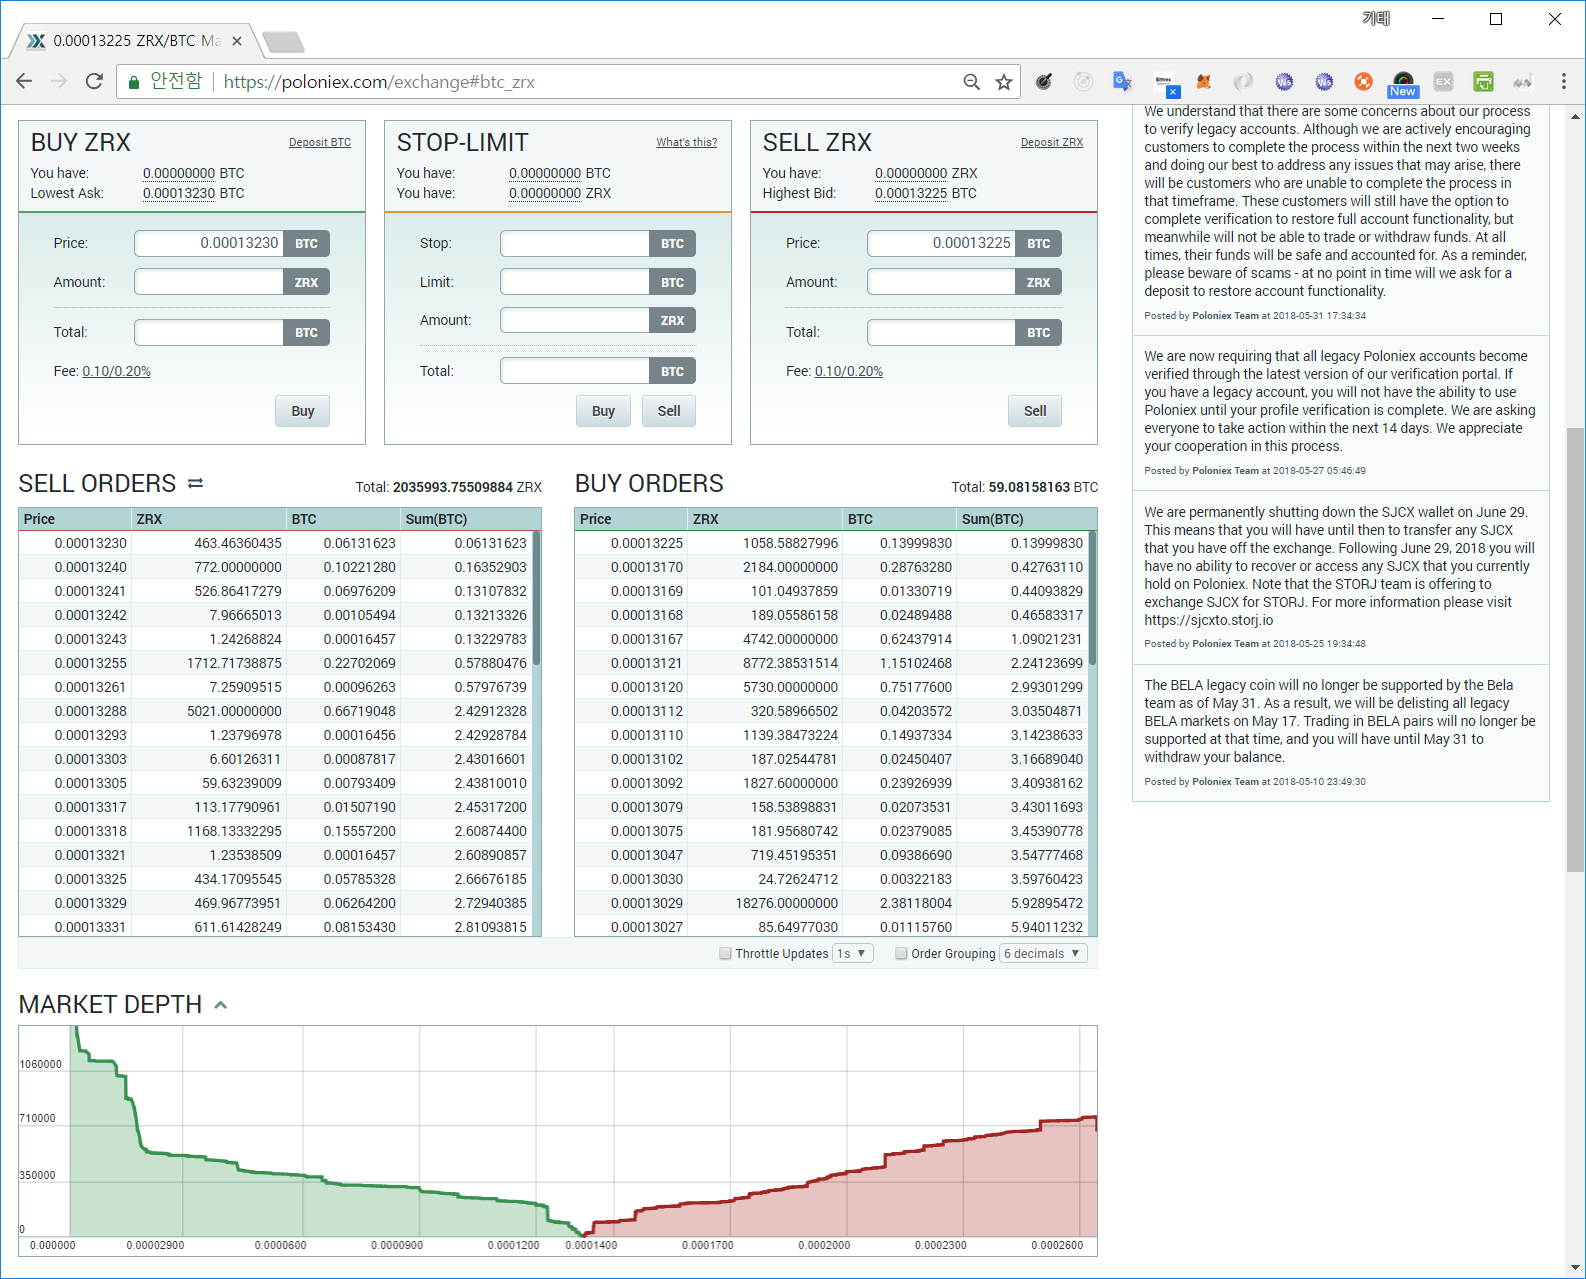 기태
0.00013225 ZRX/BTC Ma
안전함 https://poloniex.com/exchange#btc_zrx
New
EX
BUY ZRX
Deposit BTC
You have: 0.00000000 BTC
Lowest Ask: 0.00013230 BTC
Price: 0.00013230 BTC
Amount: ZRX
Total: BTC
Fee: 0.10/0.20%
Buy
STOP-LIMIT
What's this?
You have: 0.00000000 BTC
You have: 0.00000000 ZRX
Stop: BTC
Limit: BTC
Amount: ZRX
Total: BTC
Buy Sell
SELL ZRX
Deposit ZRX
You have: 0.00000000 ZRX
Highest Bid: 0.00013225 BTC
Price: 0.00013225 BTC
Amount: ZRX
Total: BTC
Fee: 0.10/0.20%
Sell
SELL ORDERS
Total: 2035993.75509884 ZRX
Price ZRX BTC Sum(BTC)
0.00013230 463.46360435 0.06131623 0.06131623
0.00013240 772.00000000 0.10221280 0.16352903
0.00013241 526.86417279 0.06976209 0.13107832
0.00013242 7.96665013 0.00105494 0.13213326
0.00013243 1.24268824 0.00016457 0.13229783
0.00013255 1712.71738875 0.22702069 0.57880476
0.00013261 7.25909515 0.00096263 0.57976739
0.00013288 5021.00000000 0.66719048 2.42912328
0.00013293 1.23796978 0.00016456 2.42928784
0.00013303 6.60126311 0.00087817 2.43016601
0.00013305 59.63239009 0.00793409 2.43810010
0.00013317 113.17790961 0.01507190 2.45317200
0.00013318 1168.13332295 0.15557200 2.60874400
0.00013321 1.23538509 0.00016457 2.60890857
0.00013325 434.17095545 0.05785328 2.66676185
0.00013329 469.96773951 0.06264200 2.72940385
0.00013331 611.61428249 0.08153430 2.81093815
BUY ORDERS
Total: 59.08158163 BTC
Price ZRX BTC Sum(BTC)
0.00013225 1058.58827996 0.13999830 0.13999830
0.00013170 2184.00000000 0.28763280 0.42763110
0.00013169 101.04937859 0.01330719 0.44093829
0.00013168 189.05586158 0.02489488 0.46583317
0.00013167 4742.00000000 0.62437914 1.09021231
0.00013121 8772.38531514 1.15102468 2.24123699
0.00013120 5730.00000000 0.75177600 2.99301299
0.00013112 320.58966502 0.04203572 3.03504871
0.00013110 1139.38473224 0.14937334 3.14238633
0.00013102 187.02544781 0.02450407 3.16689040
0.00013092 1827.60000000 0.23926939 3.40938162
0.00013079 158.53898831 0.02073531 3.43011693
0.00013075 181.95680742 0.02379085 3.45390778
0.00013047 719.45195351 0.09386690 3.54777468
0.00013030 24.72624712 0.00322183 3.59760423
0.00013029 18276.00000000 2.38118004 5.92895472
0.00013027 85.64977030 0.01115760 5.94011232
Throttle Updates 1s Order Grouping 6 decimals
MARKET DEPTH
1060000
710000
350000
0
0.000000 0.00002900 0.0000600 0.0000900 0.0001200 0.0001400 0.0001700 0.0002000 0.0002300 0.0002600
We understand that there are some concerns about our process
to verify legacy accounts. Although we are actively encouraging
customers to complete the process within the next two weeks
and doing our best to address any issues that may arise, there
will be customers who are unable to complete the process in
that timeframe. These customers will still have the option to
complete verification to restore full account functionality, but
meanwhile will not be able to trade or withdraw funds. At all
times, their funds will be safe and accounted for. As a reminder,
please beware of scams - at no point in time will we ask for a
deposit to restore account functionality.
Posted by Poloniex Team at 2018-05-31 17:34:34
We are now requiring that all legacy Poloniex accounts become
verified through the latest version of our verification portal. If
you have a legacy account, you will not have the ability to use
Poloniex until your profile verification is complete. We are asking
everyone to take action within the next 14 days. We appreciate
your cooperation in this process.
Posted by Poloniex Team at 2018-05-27 05:46:49
We are permanently shutting down the SJCX wallet on June 29.
This means that you will have until then to transfer any SJCX
that you have off the exchange. Following June 29, 2018 you will
have no ability to recover or access any SJCX that you currently
hold on Poloniex. Note that the STORJ team is offering to
exchange SJCX for STORJ. For more information please visit
https://sjcxto.storj.io
Posted by Poloniex Team at 2018-05-25 19:34:48
The BELA legacy coin will no longer be supported by the Bela
team as of May 31. As a result, we will be delisting all legacy
BELA markets on May 17. Trading in BELA pairs will no longer be
supported at that time, and you will have until May 31 to
withdraw your balance.
Posted by Poloniex Team at 2018-05-10 23:49:30